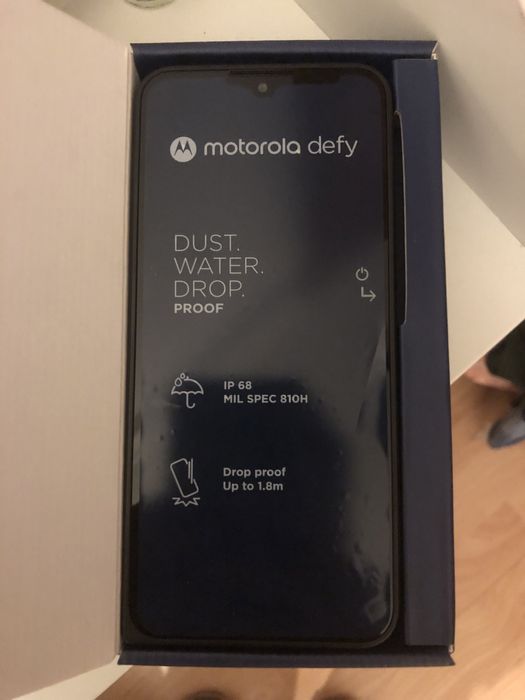 motorola defy
DUST.
WATER.
DROP.
PROOF
IP 68
MIL SPEC 810H
Drop proof
Up to 1.8m